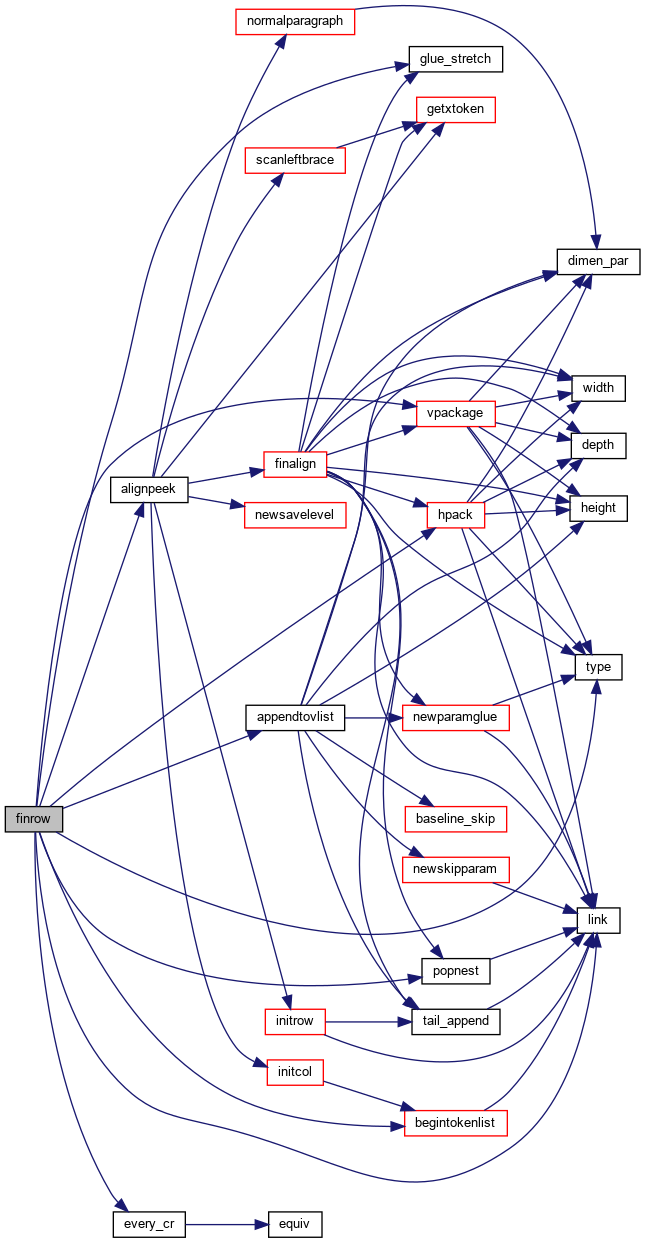 normalparagraph
glue_stretch
getxtoken
scanleftbrace
dimen_par
width
vpackage
depth
finalign
alignpeek
height
newsavelevel
hpack
type
appendtovlist
newparamglue
finrow
baseline_skip
newskipparam
link
popnest
initrow
tail_append
initcol
begintokenlist
every_cr
equiv